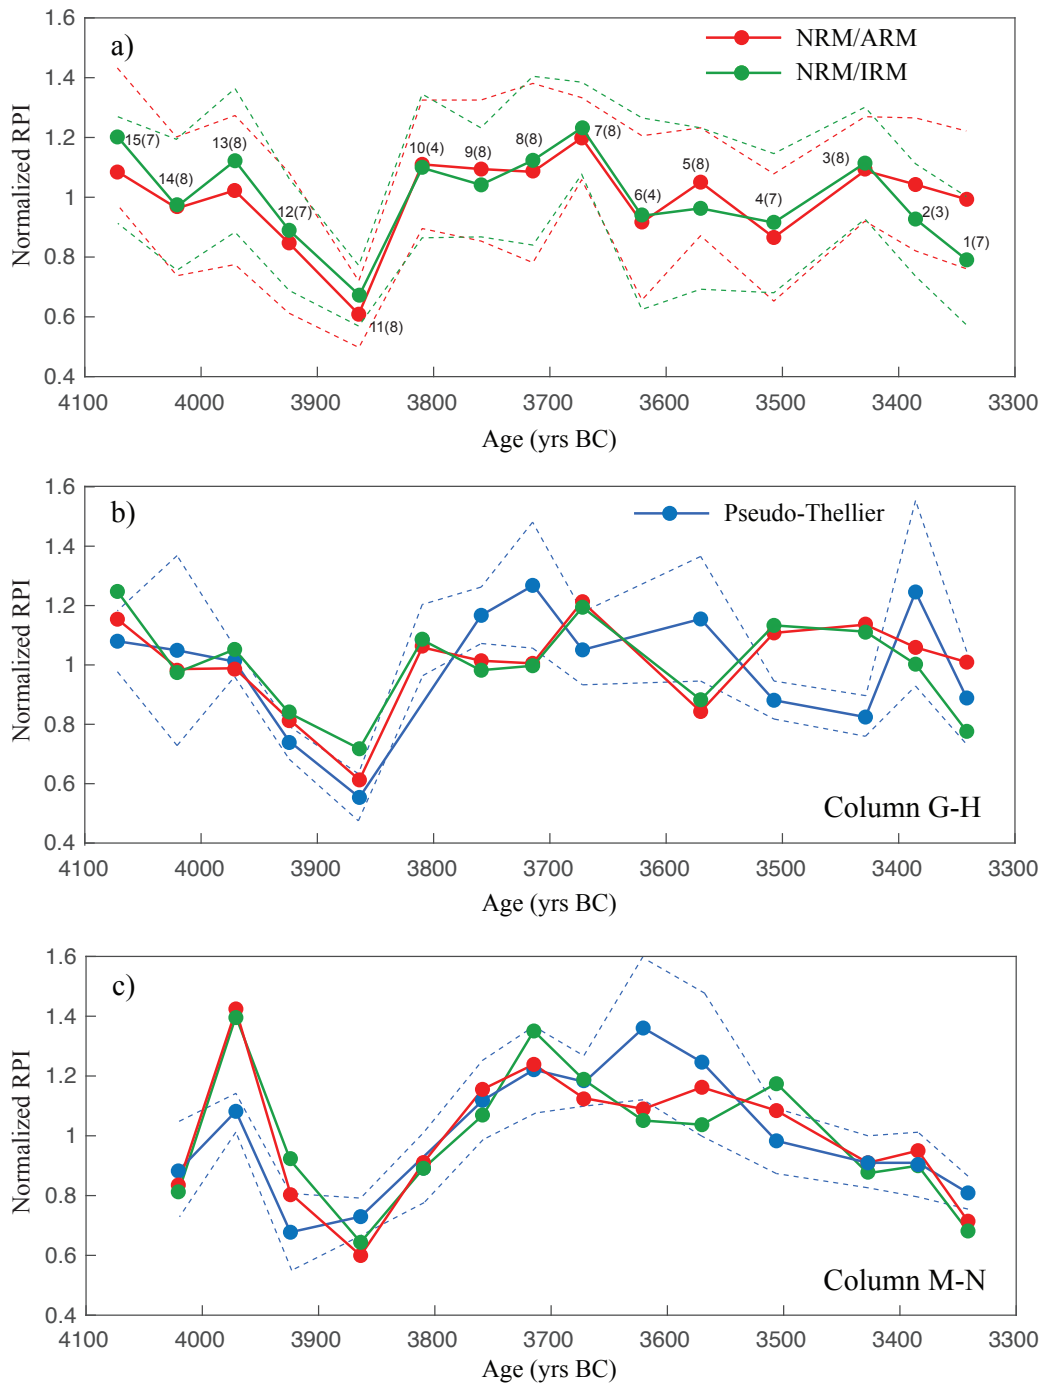 a)
NRM/ARM
NRM/IRM
Normalized RPI
1.6
1.4
1.2
1
0.8
0.6
0.4
15(7)
14(8)
13(8)
12(7)
11(8)
10(4)
9(8)
8(8)
7(8)
6(4)
5(8)
4(7)
3(8)
2(3)
1(7)
4100 4000 3900 3800 3700 3600 3500 3400 3300
Age (yrs BC)
b)
Pseudo-Thellier
Normalized RPI
1.6
1.4
1.2
1
0.8
0.6
0.4
Column G-H
4100 4000 3900 3800 3700 3600 3500 3400 3300
Age (yrs BC)
c)
Normalized RPI
1.6
1.4
1.2
1
0.8
0.6
0.4
Column M-N
4100 4000 3900 3800 3700 3600 3500 3400 3300
Age (yrs BC)